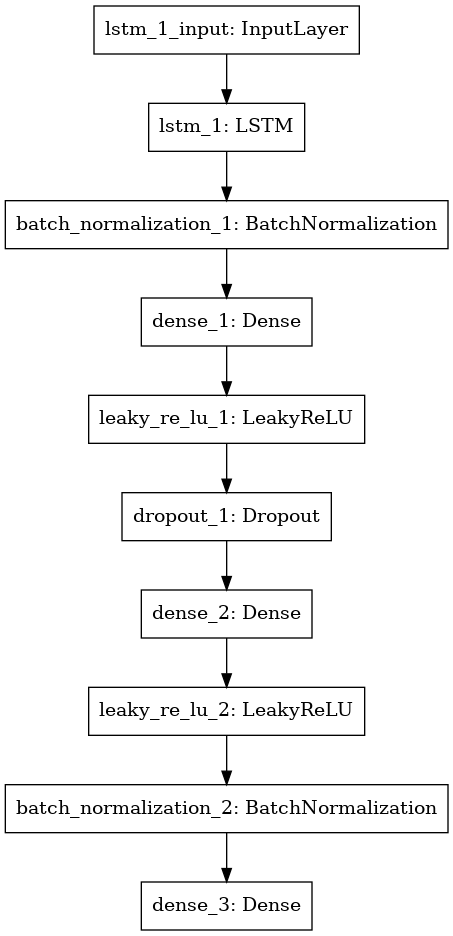 lstm_1_input: InputLayer
lstm_1: LSTM
batch_normalization_1: BatchNormalization
dense_1: Dense
leaky_re_lu_1: LeakyReLU
dropout_1: Dropout
dense_2: Dense
leaky_re_lu_2: LeakyReLU
batch_normalization_2: BatchNormalization
dense_3: Dense